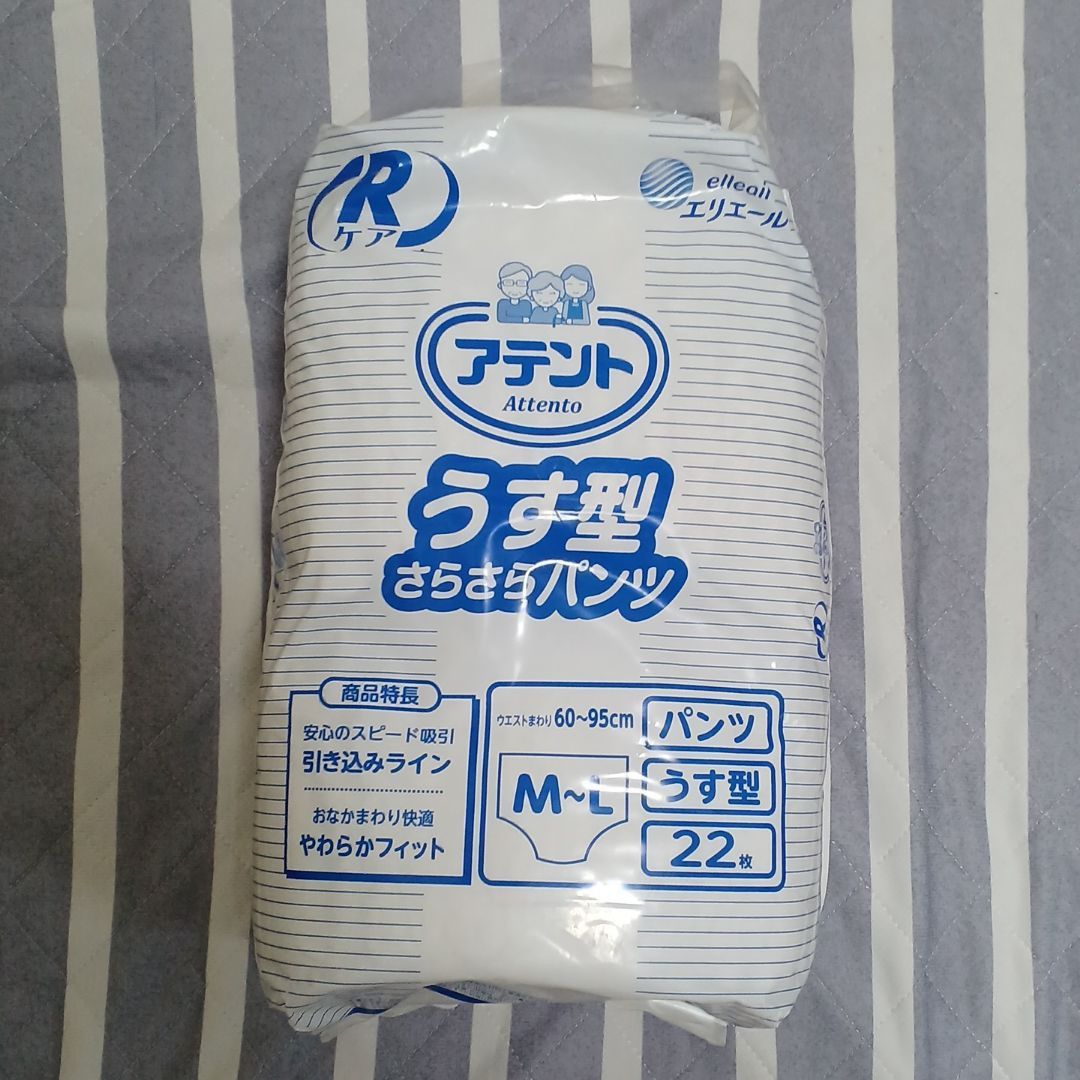 R
ケア
elleair
エリエール
アテント
Attento
うす型
さらさらパンツ
商品特長
安心のスピード吸引
引き込みライン
おなかまわり快適
やわらかフィット
ウエストまわり60~95cm
M~L
パンツ
うす型
22枚
R